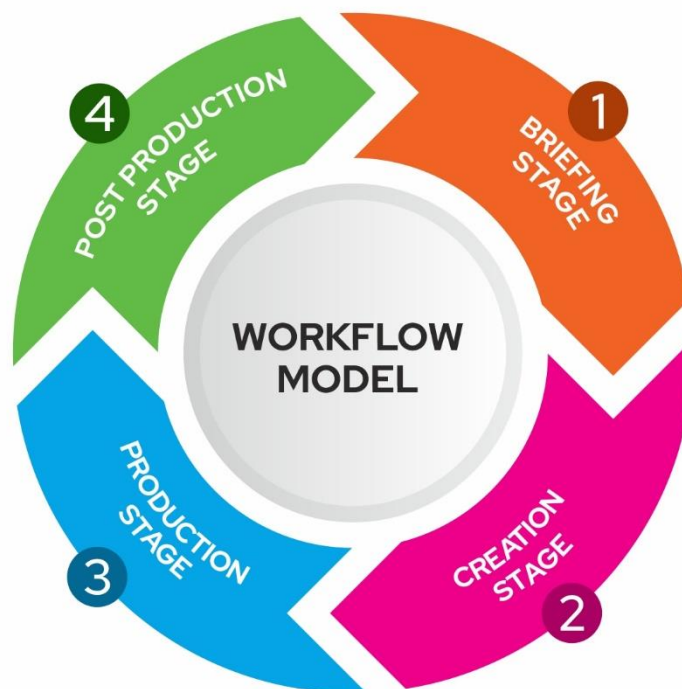 WORKFLOW
MODEL
1
BRIEFING
STAGE
2
CREATION
STAGE
3
PRODUCTION
STAGE
4
POST PRODUCTION
STAGE